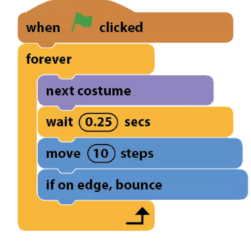 when clicked
forever
next costume
wait 0.25 secs
move 10 steps
if on edge, bounce